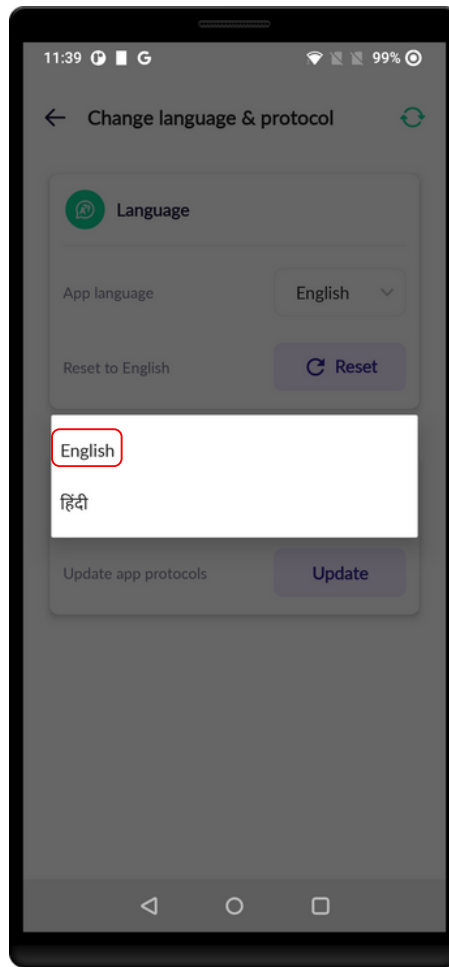 11:39 G 99%
Change language & protocol
Language
App language English
Reset to English Reset
English
हिंदी
Update app protocols Update